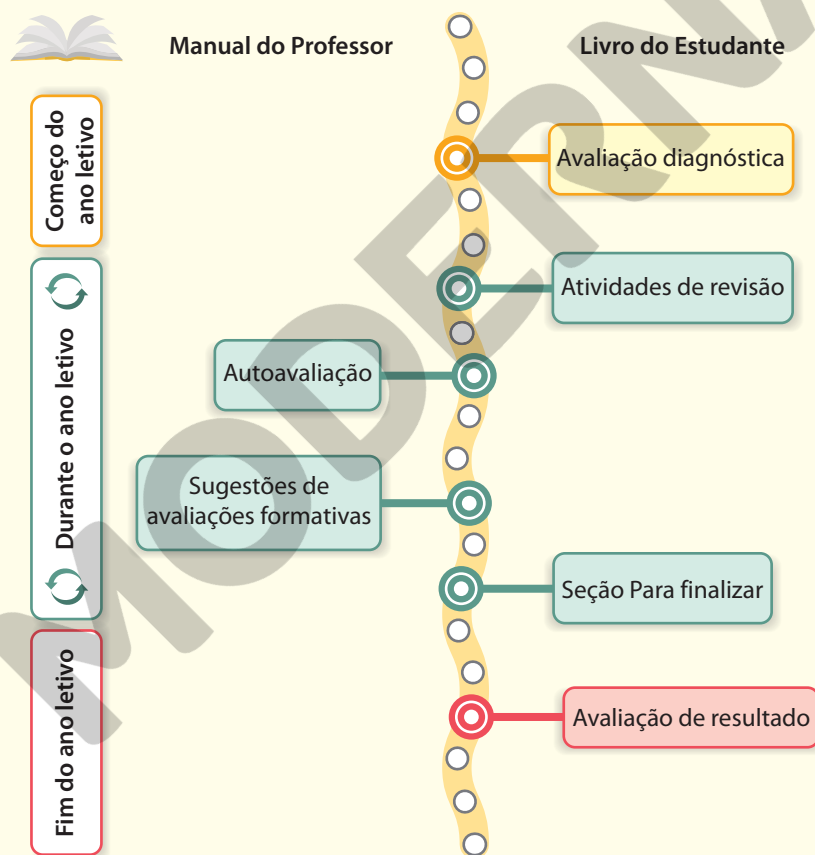 Manual do Professor
Livro do Estudante
Começo do
ano letivo
Avaliação diagnóstica
Durante o ano letivo
Atividades de revisão
Autoavaliação
Sugestões de
avaliações formativas
Seção Para finalizar
Fim do ano letivo
Avaliação de resultado
MODERNA